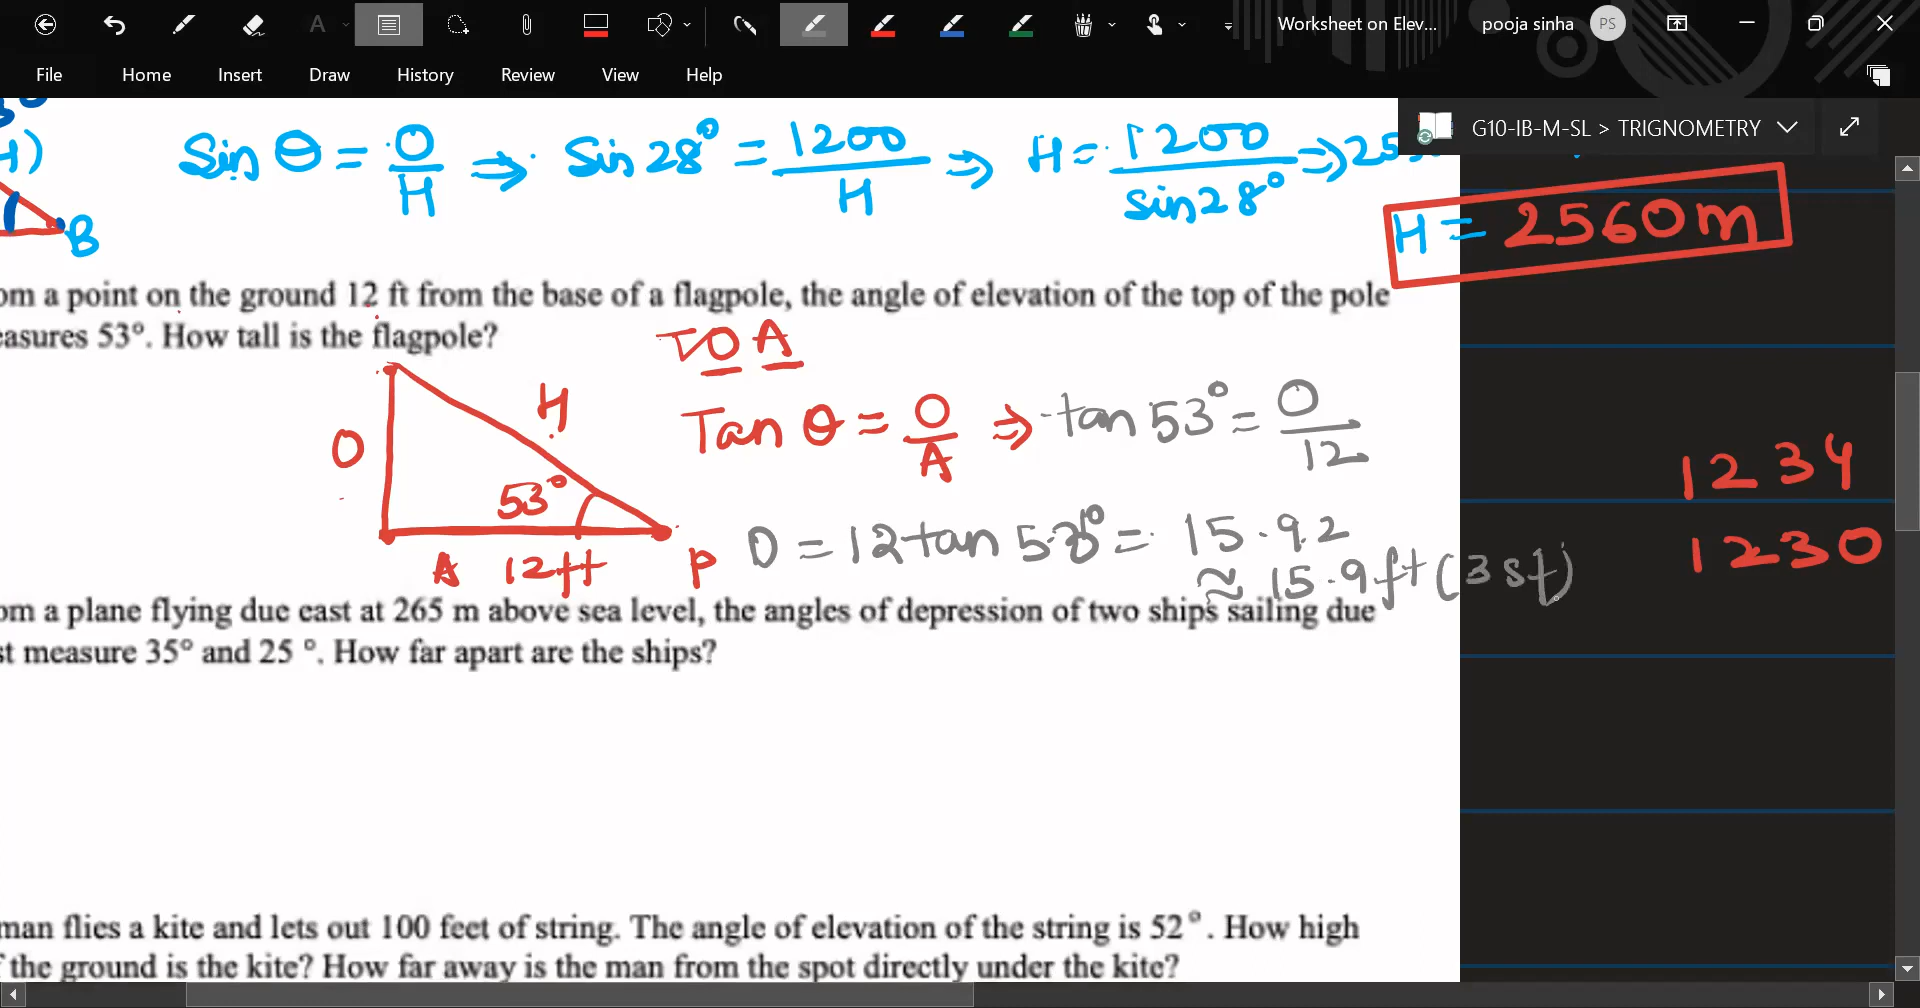 Worksheet on Elev... pooja sinha PS
File Home Insert Draw History Review View Help
G10-IB-M-SL > TRIGNOMETRY
Sin θ = O/H ⇒ Sin 28° = 1200/H ⇒ H = 1200/sin28° ⇒
B
H = 2560m
om a point on the ground 12 ft from the base of a flagpole, the angle of elevation of the top of the pole
easures 53°. How tall is the flagpole?
TOA
H
O
Tan θ = O/A ⇒ tan 53° = O/12
53°
1234
O = 12 tan 53° = 15.92
1230
A 12ft P
≈ 15.9ft (3 sf)
om a plane flying due east at 265 m above sea level, the angles of depression of two ships sailing due
st measure 35° and 25 °. How far apart are the ships?
man flies a kite and lets out 100 feet of string. The angle of elevation of the string is 52°. How high
the ground is the kite? How far away is the man from the spot directly under the kite?